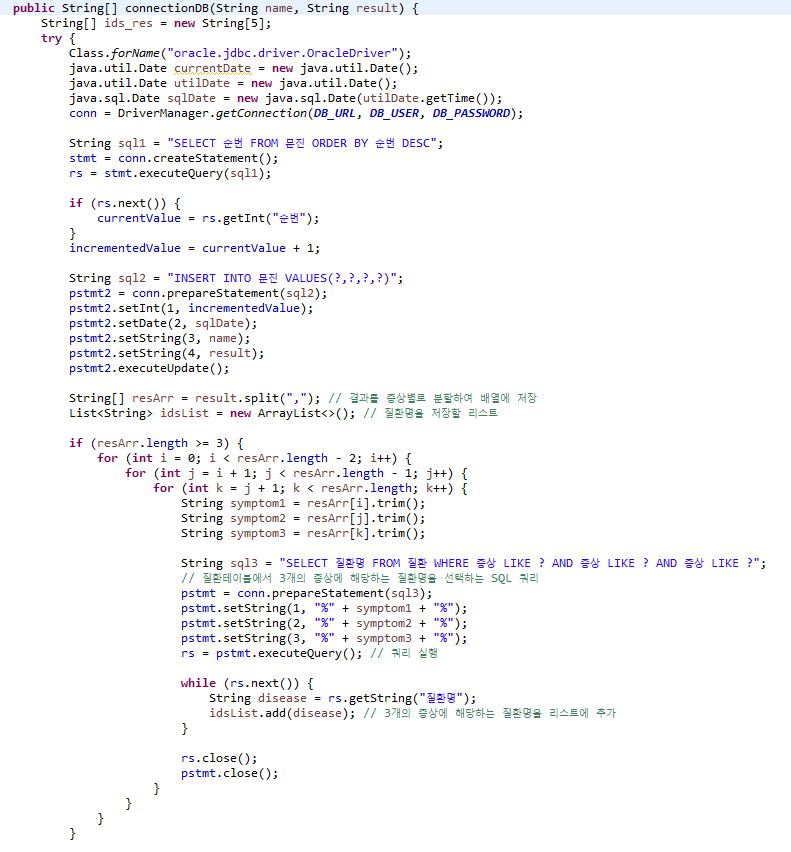 public String[] connectionDB(String name, String result) {
String[] ids_res = new String[5];
try {
Class.forName("oracle.jdbc.driver.OracleDriver");
java.util.Date currentDate = new java.util.Date();
java.util.Date utilDate = new java.util.Date();
java.sql.Date sqlDate = new java.sql.Date(utilDate.getTime());
conn = DriverManager.getConnection(DB_URL, DB_USER, DB_PASSWORD);
String sql1 = "SELECT 순번 FROM 문진 ORDER BY 순번 DESC";
stmt = conn.createStatement();
rs = stmt.executeQuery(sql1);
if (rs.next()) {
currentValue = rs.getInt("순번");
}
incrementedValue = currentValue + 1;
String sql2 = "INSERT INTO 문진 VALUES(?,?,?,?)";
pstmt2 = conn.prepareStatement(sql2);
pstmt2.setInt(1, incrementedValue);
pstmt2.setDate(2, sqlDate);
pstmt2.setString(3, name);
pstmt2.setString(4, result);
pstmt2.executeUpdate();
String[] resArr = result.split(","); // 결과를 증상별로 분할하여 배열에 저장
List<String> idsList = new ArrayList<>(); // 질환명을 저장할 리스트
if (resArr.length >= 3) {
for (int i = 0; i < resArr.length - 2; i++) {
for (int j = i + 1; j < resArr.length - 1; j++) {
for (int k = j + 1; k < resArr.length; k++) {
String symptom1 = resArr[i].trim();
String symptom2 = resArr[j].trim();
String symptom3 = resArr[k].trim();
String sql3 = "SELECT 질환명 FROM 질환 WHERE 증상 LIKE ? AND 증상 LIKE ? AND 증상 LIKE ?";
// 질환테이블에서 3개의 증상에 해당하는 질환명을 선택하는 SQL 쿼리
pstmt = conn.prepareStatement(sql3);
pstmt.setString(1, "%" + symptom1 + "%");
pstmt.setString(2, "%" + symptom2 + "%");
pstmt.setString(3, "%" + symptom3 + "%");
rs = pstmt.executeQuery(); // 쿼리 실행
while (rs.next()) {
String disease = rs.getString("질환명");
idsList.add(disease); // 3개의 증상에 해당하는 질환명을 리스트에 추가
}
rs.close();
pstmt.close();
}
}
}
}